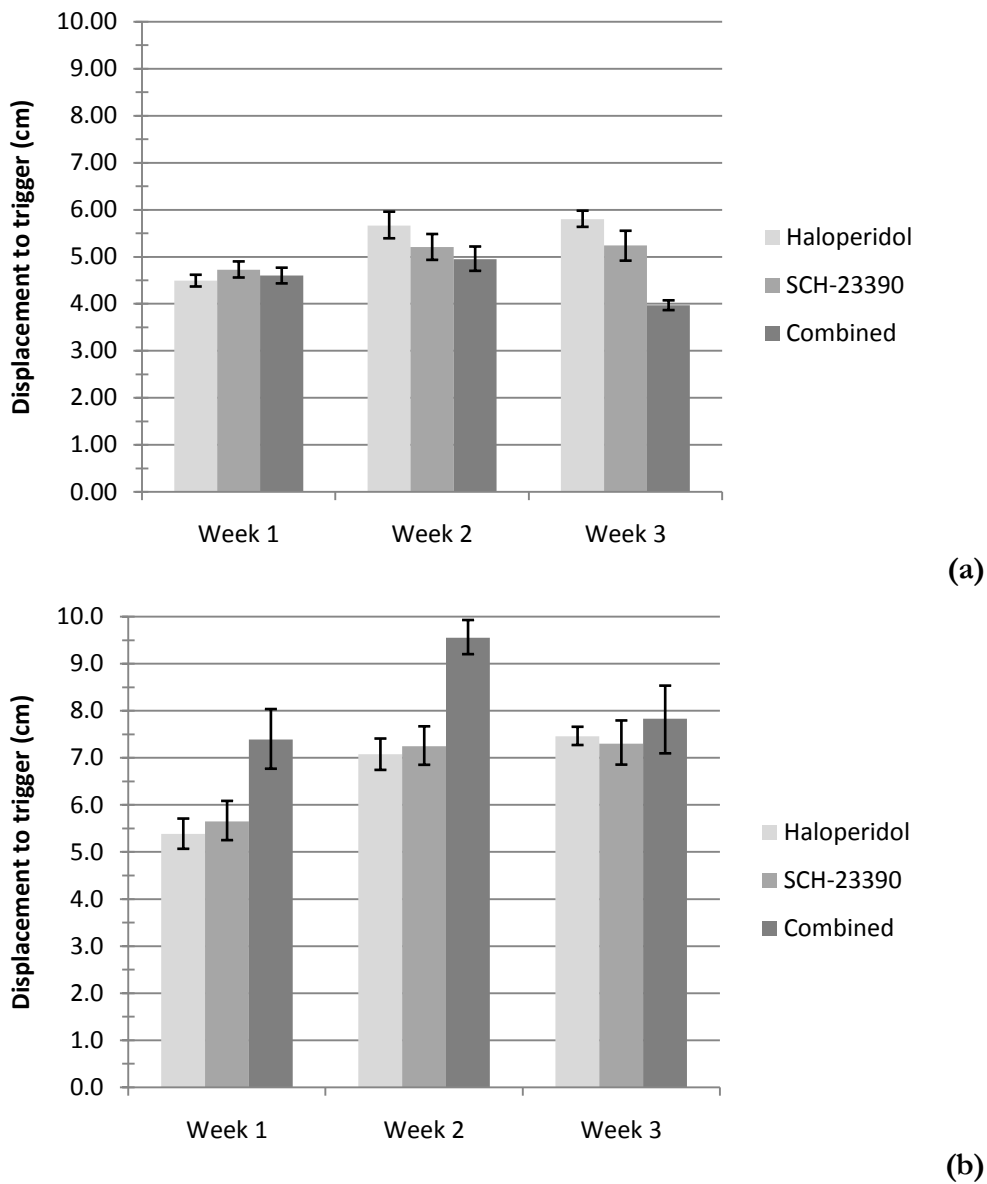 10.00
9.00
8.00
7.00
6.00
5.00
4.00
3.00
2.00
1.00
0.00
Displacement to trigger (cm)
Week 1 Week 2 Week 3
Haloperidol
SCH-23390
Combined
(a)
10.0
9.0
8.0
7.0
6.0
5.0
4.0
3.0
2.0
1.0
0.0
Displacement to trigger (cm)
Week 1 Week 2 Week 3
Haloperidol
SCH-23390
Combined
(b)